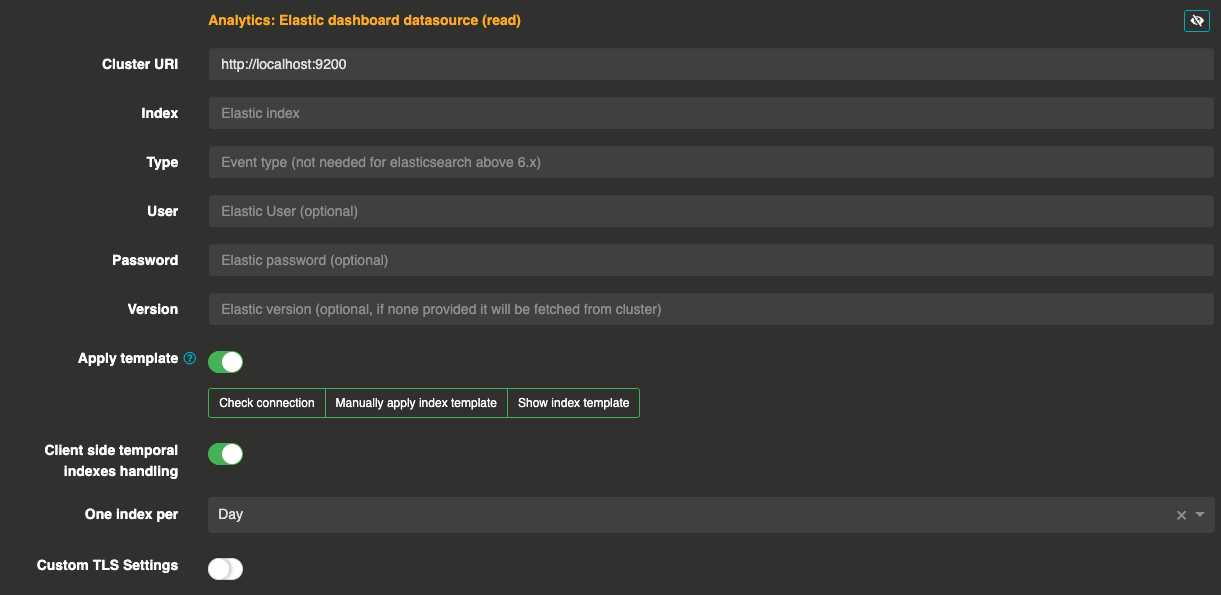 Analytics: Elastic dashboard datasource (read)
Cluster URI
http://localhost:9200
Index
Elastic index
Type
Event type (not needed for elasticsearch above 6.x)
User
Elastic User (optional)
Password
Elastic password (optional)
Version
Elastic version (optional, if none provided it will be fetched from cluster)
Apply template ?
Check connection Manually apply index template Show index template
Client side temporal
indexes handling
One index per
Day
Custom TLS Settings